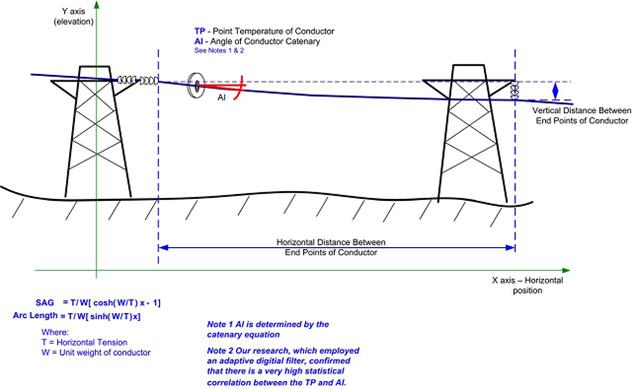 Y axis
(elevation)
TP - Point Temperature of Conductor
AI - Angle of Conductor Catenary
See Notes 1 & 2
AI
Vertical Distance Between
End Points of Conductor
Horizontal Distance Between
End Points of Conductor
X axis – Horizontal
position
SAG = T/W[ cosh(W/T) x - 1]
Arc Length = T/W[ sinh(W/T)x]
Where:
T = Horizontal Tension
W = Unit weight of conductor
Note 1 AI is determined by the
catenary equation
Note 2 Our research, which employed
an adaptive digitial filter, confirmed
that there is a very high statistical
correlation between the TP and AI.